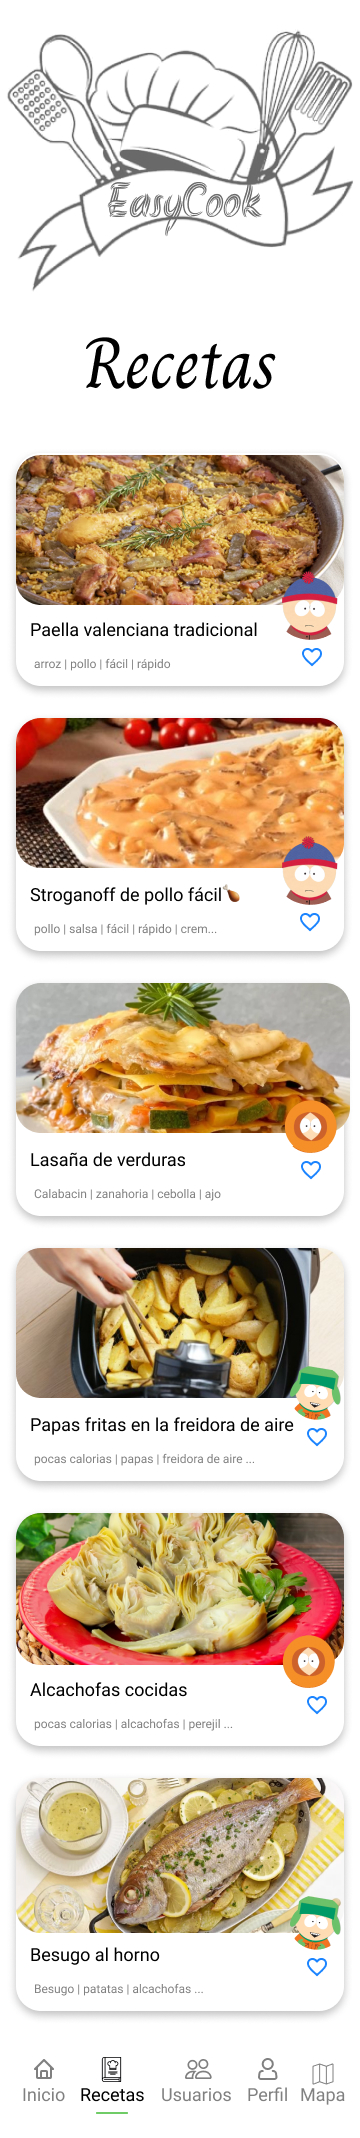 EasyCook
Recetas
Paella valenciana tradicional
arroz | pollo | fácil | rápido
Stroganoff de pollo fácil🍗
pollo | salsa | fácil | rápido | crem...
Lasaña de verduras
Calabacin | zanahoria | cebolla | ajo
Papas fritas en la freidora de aire
pocas calorias | papas | freidora de aire ...
Alcachofas cocidas
pocas calorias | alcachofas | perejil ...
Besugo al horno
Besugo | patatas | alcachofas ...
Inicio Recetas Usuarios Perfil Mapa